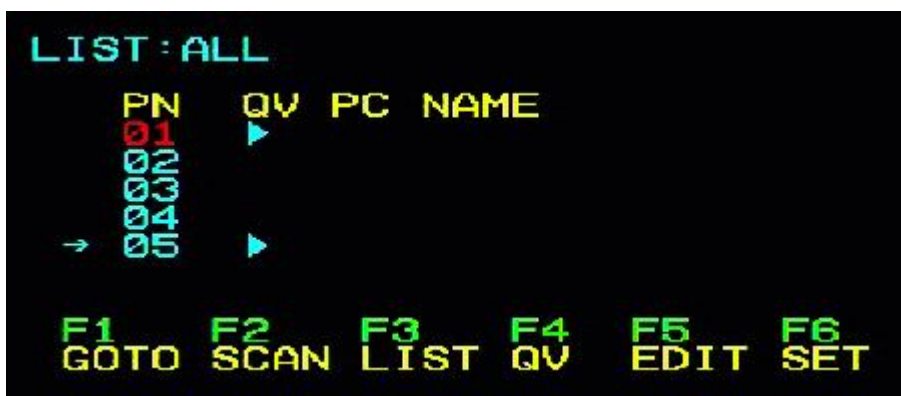 LIST:ALL
PN QV PC NAME
01 ▶
02
03
04
→ 05 ▶
F1 F2 F3 F4 F5 F6
GOTO SCAN LIST QV EDIT SET